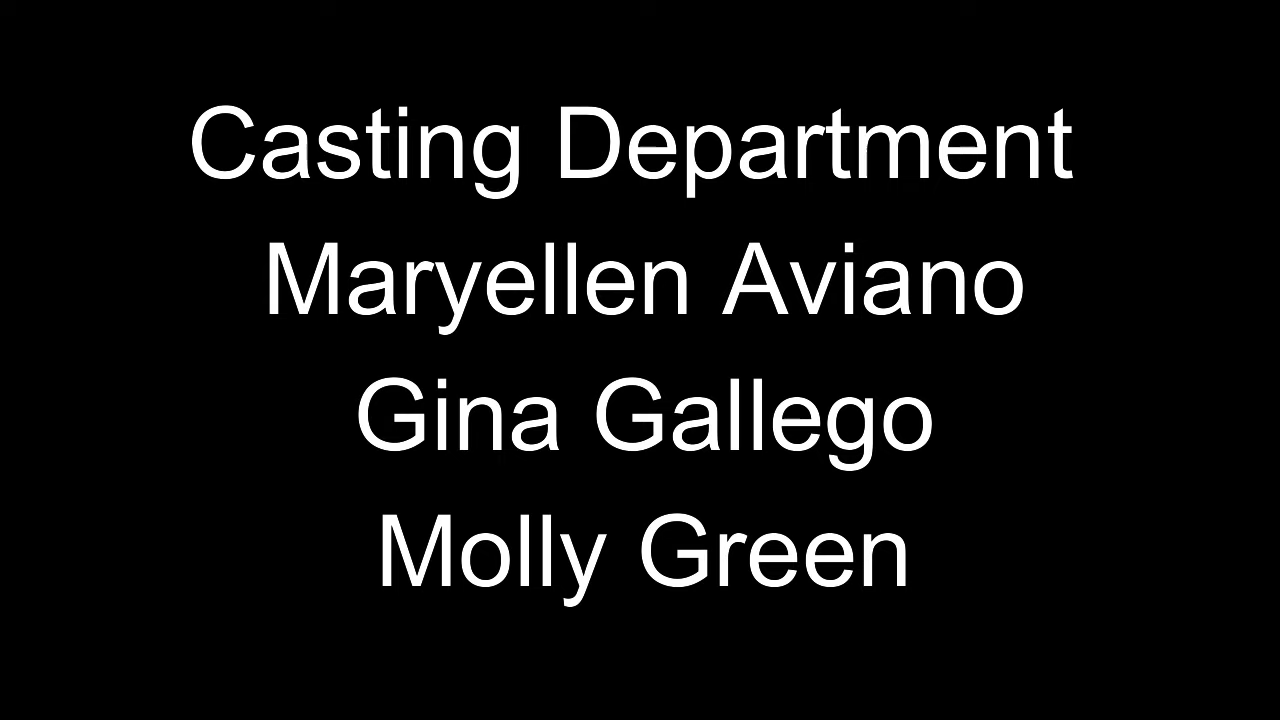 Casting Department
Maryellen Aviano
Gina Gallego
Molly Green